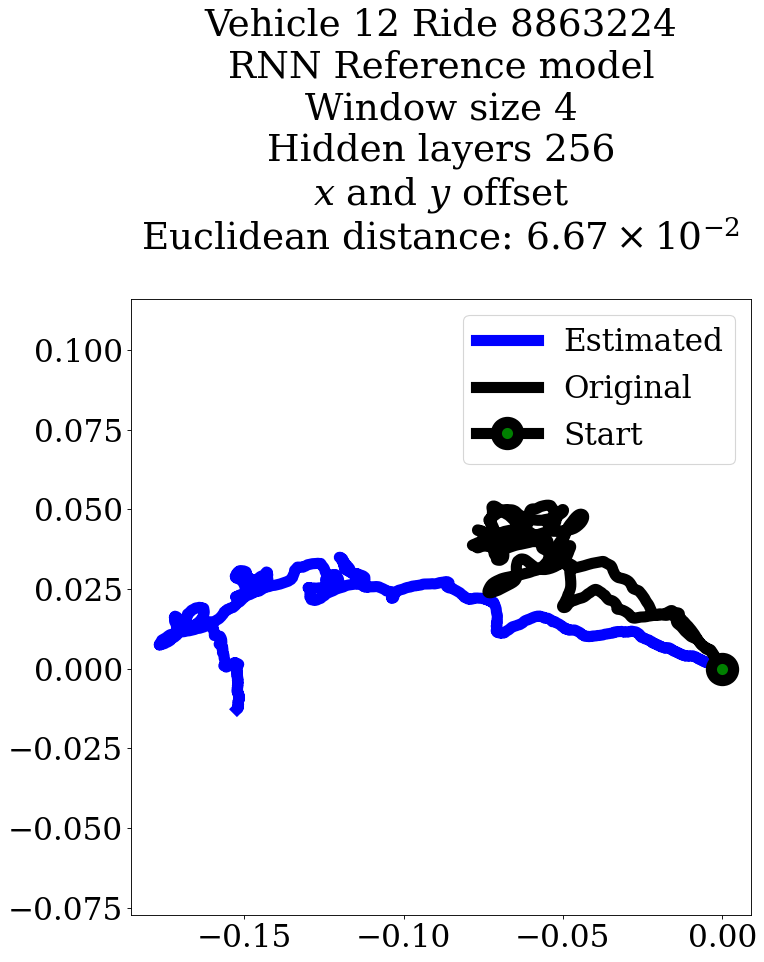 Vehicle 12 Ride 8863224
RNN Reference model
Window size 4
Hidden layers 256
x and y offset
Euclidean distance: 6.67 × 10⁻²
Estimated
Original
Start
0.100
0.075
0.050
0.025
0.000
−0.025
−0.050
−0.075
−0.15
−0.10
−0.05
0.00